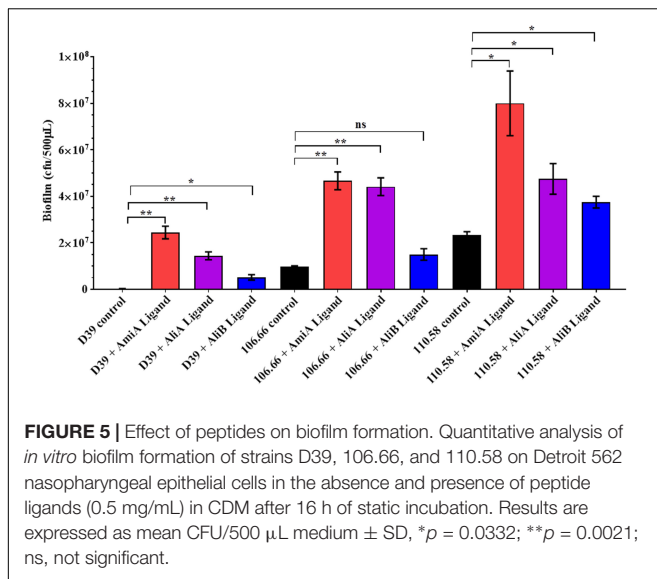 *
*
*
ns
**
**
*
**
**
1×10⁸
8×10⁷
6×10⁷
4×10⁷
2×10⁷
0
Biofilm (cfu/500µL)
D39 control
D39 + AmiA Ligand
D39 + AliA Ligand
D39 + AliB Ligand
106.66 control
106.66 + AmiA Ligand
106.66 + AliA Ligand
106.66 + AliB Ligand
110.58 control
110.58 + AmiA Ligand
110.58 + AliA Ligand
110.58 + AliB Ligand
FIGURE 5 | Effect of peptides on biofilm formation. Quantitative analysis of
in vitro biofilm formation of strains D39, 106.66, and 110.58 on Detroit 562
nasopharyngeal epithelial cells in the absence and presence of peptide
ligands (0.5 mg/mL) in CDM after 16 h of static incubation. Results are
expressed as mean CFU/500 µL medium ± SD, *p = 0.0332; **p = 0.0021;
ns, not significant.